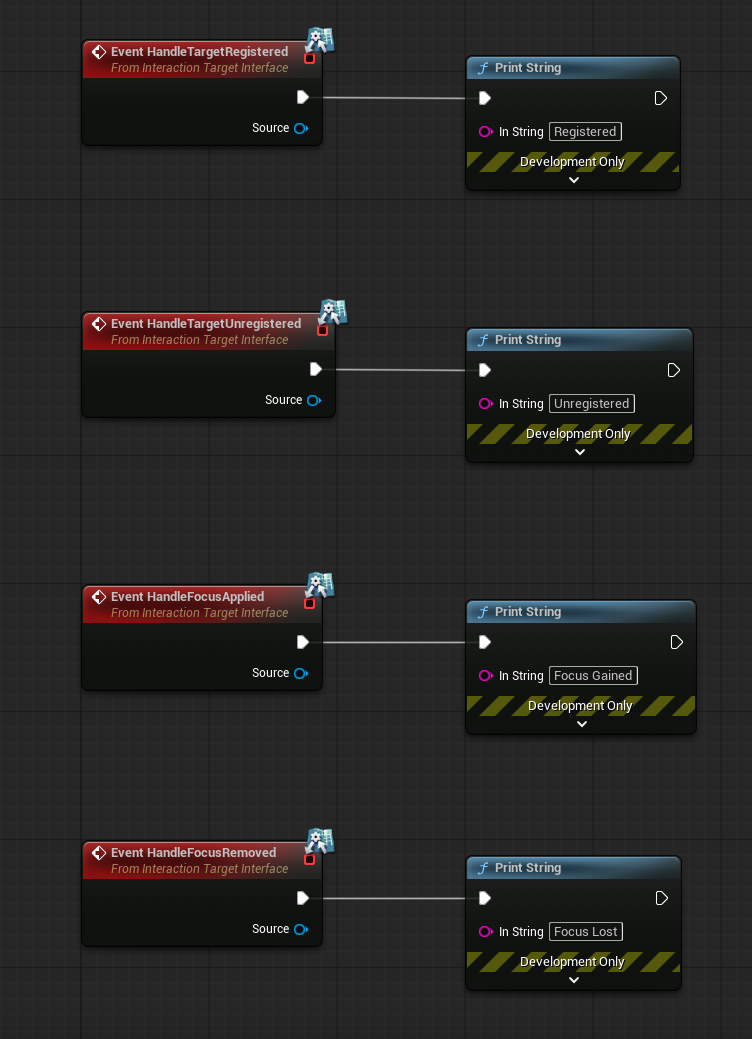 Event HandleTargetRegistered
From Interaction Target Interface
Source
Print String
In String Registered
Development Only
Event HandleTargetUnregistered
From Interaction Target Interface
Source
Print String
In String Unregistered
Development Only
Event HandleFocusApplied
From Interaction Target Interface
Source
Print String
In String Focus Gained
Development Only
Event HandleFocusRemoved
From Interaction Target Interface
Source
Print String
In String Focus Lost
Development Only